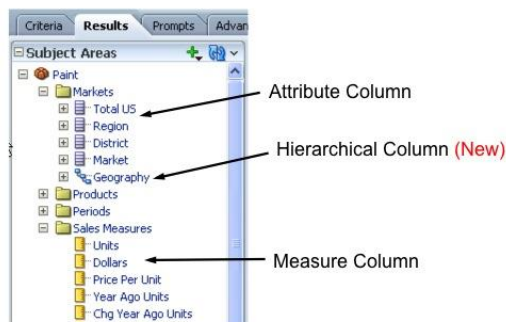 Criteria Results Prompts Advan
Subject Areas
Paint
Markets
Total US
Region
District
Market
Geography
Products
Periods
Sales Measures
Units
Dollars
Price Per Unit
Year Ago Units
Chg Year Ago Units
Attribute Column
Hierarchical Column (New)
Measure Column